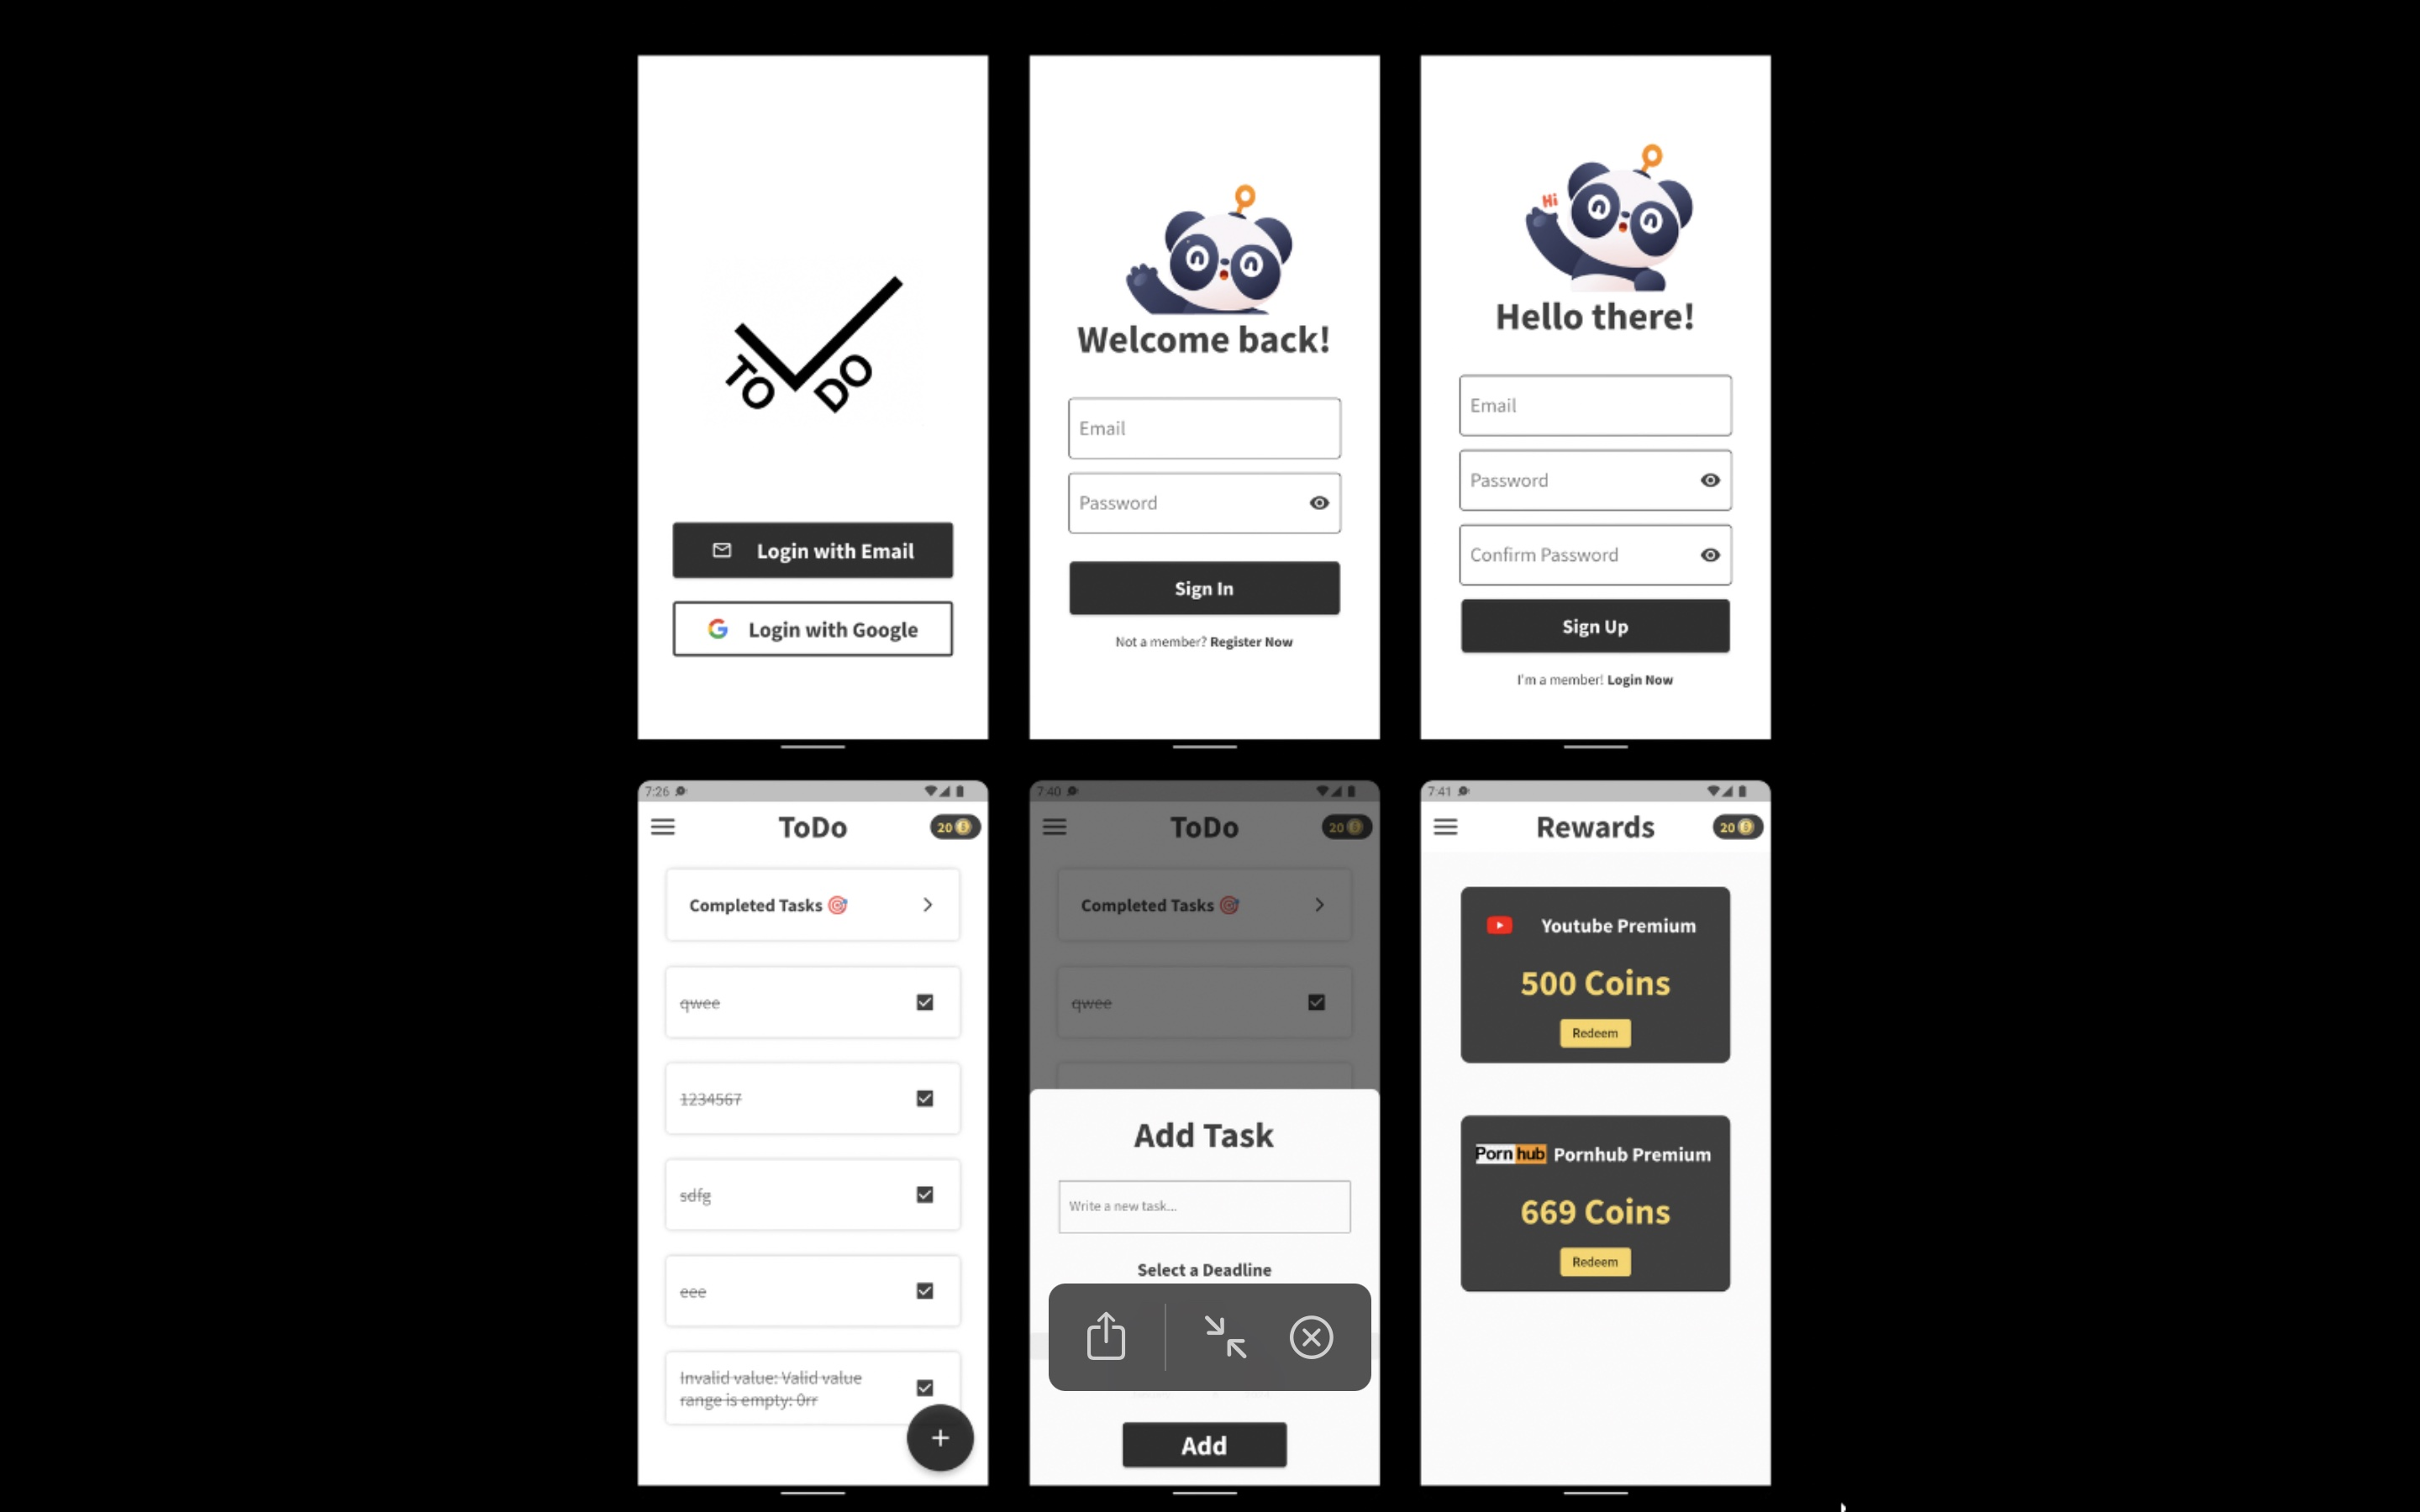 TO DO
Login with Email
Login with Google
Welcome back!
Email
Password
Sign In
Not a member? Register Now
Hi
Hello there!
Email
Password
Confirm Password
Sign Up
I'm a member! Login Now
7:26
ToDo
20
Completed Tasks
qwee
1234567
sdfg
eee
Invalid value: Valid value
range is empty: 0rr
7:40
ToDo
20
Completed Tasks
qwee
Add Task
Write a new task...
Select a Deadline
Add
7:41
Rewards
20
Youtube Premium
500 Coins
Redeem
Porn hub Pornhub Premium
669 Coins
Redeem